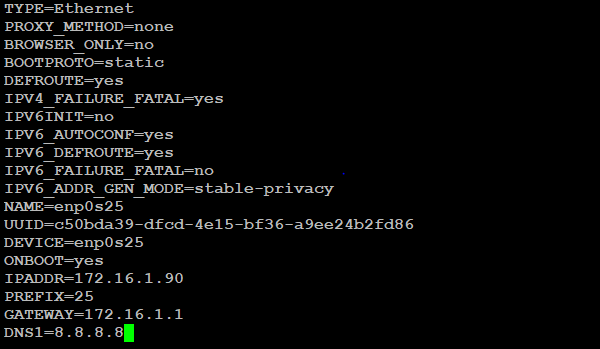 TYPE=Ethernet
PROXY_METHOD=none
BROWSER_ONLY=no
BOOTPROTO=static
DEFROUTE=yes
IPV4_FAILURE_FATAL=yes
IPV6INIT=no
IPV6_AUTOCONF=yes
IPV6_DEFROUTE=yes
IPV6_FAILURE_FATAL=no
IPV6_ADDR_GEN_MODE=stable-privacy
NAME=enp0s25
UUID=c50bda39-dfcd-4e15-bf36-a9ee24b2fd86
DEVICE=enp0s25
ONBOOT=yes
IPADDR=172.16.1.90
PREFIX=25
GATEWAY=172.16.1.1
DNS1=8.8.8.8